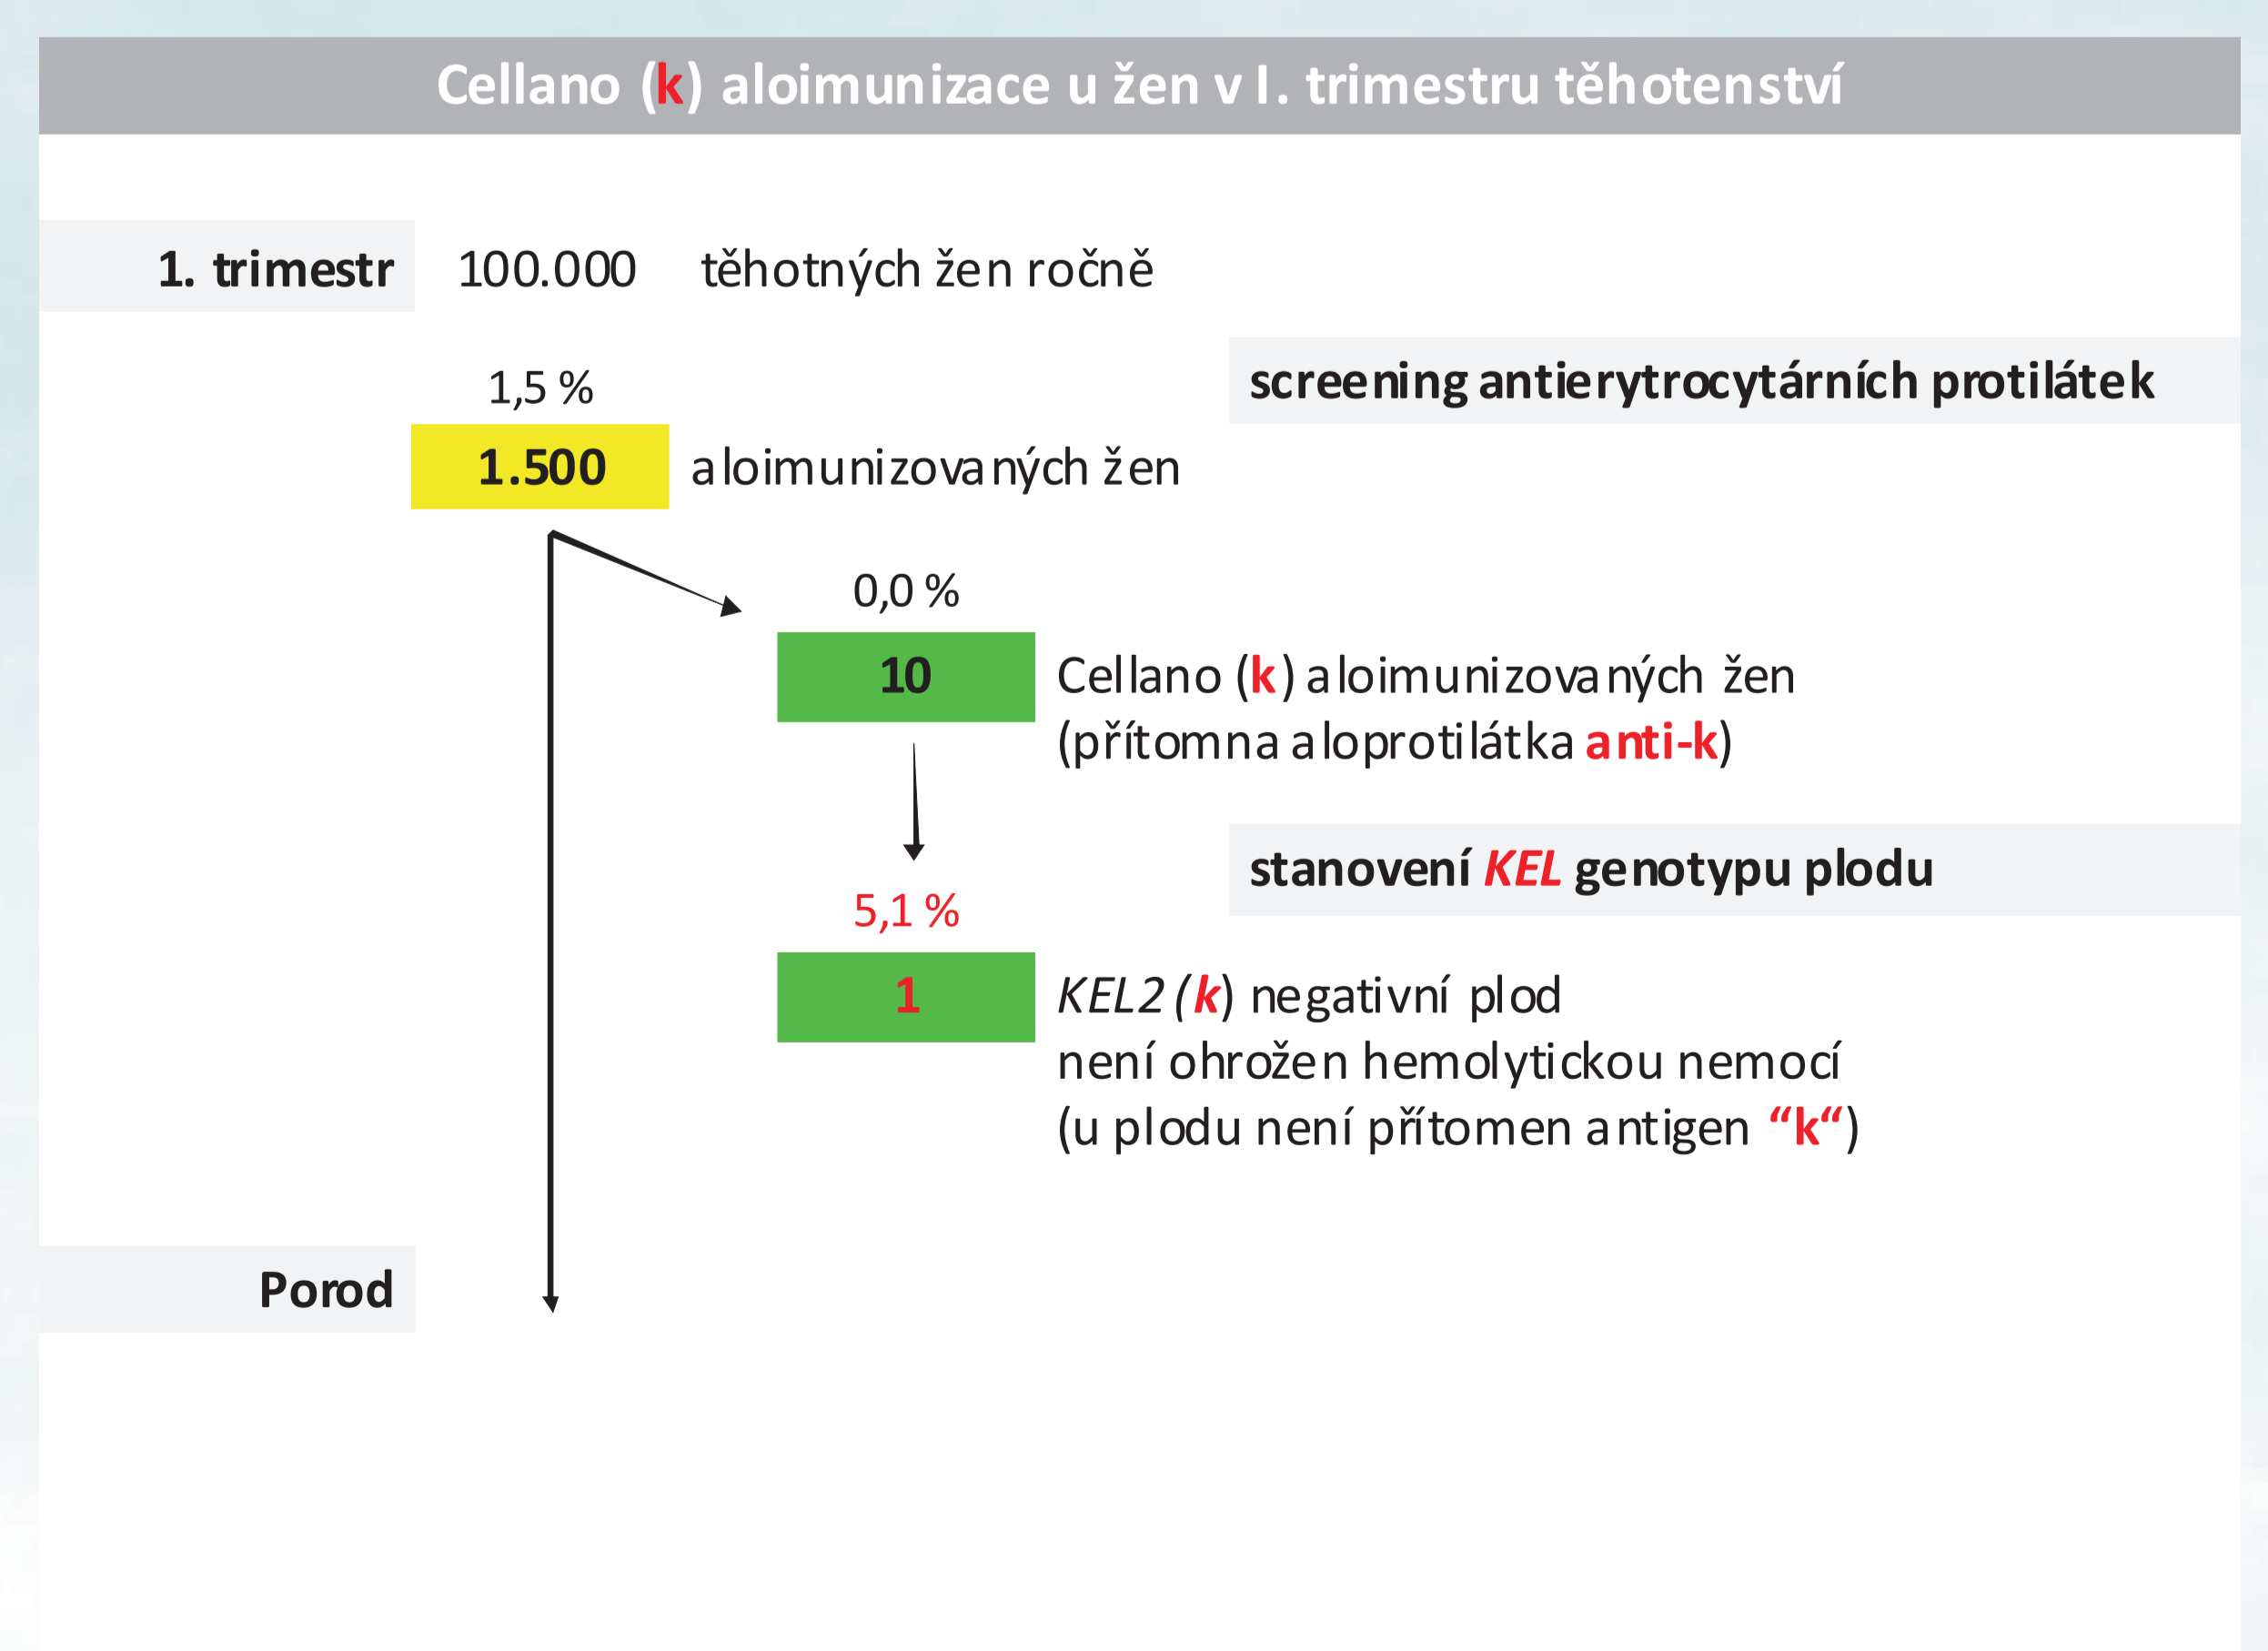 Cellano (k) aloimunizace u žen v I. trimestru těhotenství
1. trimestr 100.000 těhotných žen ročně
screening antierytrocytárních protilátek
1,5 %
1.500 aloimunizovaných žen
0,0 %
10 Cellano (k) aloimunizovaných žen
(přítomna aloprotilátka anti-k)
stanovení KEL genotypu plodu
5,1 %
1 KEL2 (k) negativní plod
není ohrožen hemolytickou nemocí
(u plodu není přítomen antigen “k“)
Porod